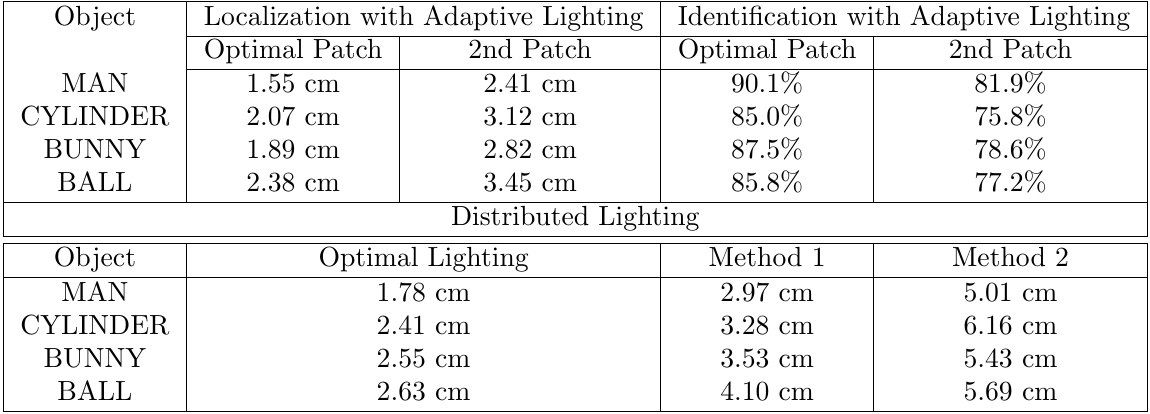 Object Localization with Adaptive Lighting Identification with Adaptive Lighting
Optimal Patch 2nd Patch Optimal Patch 2nd Patch
MAN 1.55 cm 2.41 cm 90.1% 81.9%
CYLINDER 2.07 cm 3.12 cm 85.0% 75.8%
BUNNY 1.89 cm 2.82 cm 87.5% 78.6%
BALL 2.38 cm 3.45 cm 85.8% 77.2%
Distributed Lighting
Object Optimal Lighting Method 1 Method 2
MAN 1.78 cm 2.97 cm 5.01 cm
CYLINDER 2.41 cm 3.28 cm 6.16 cm
BUNNY 2.55 cm 3.53 cm 5.43 cm
BALL 2.63 cm 4.10 cm 5.69 cm